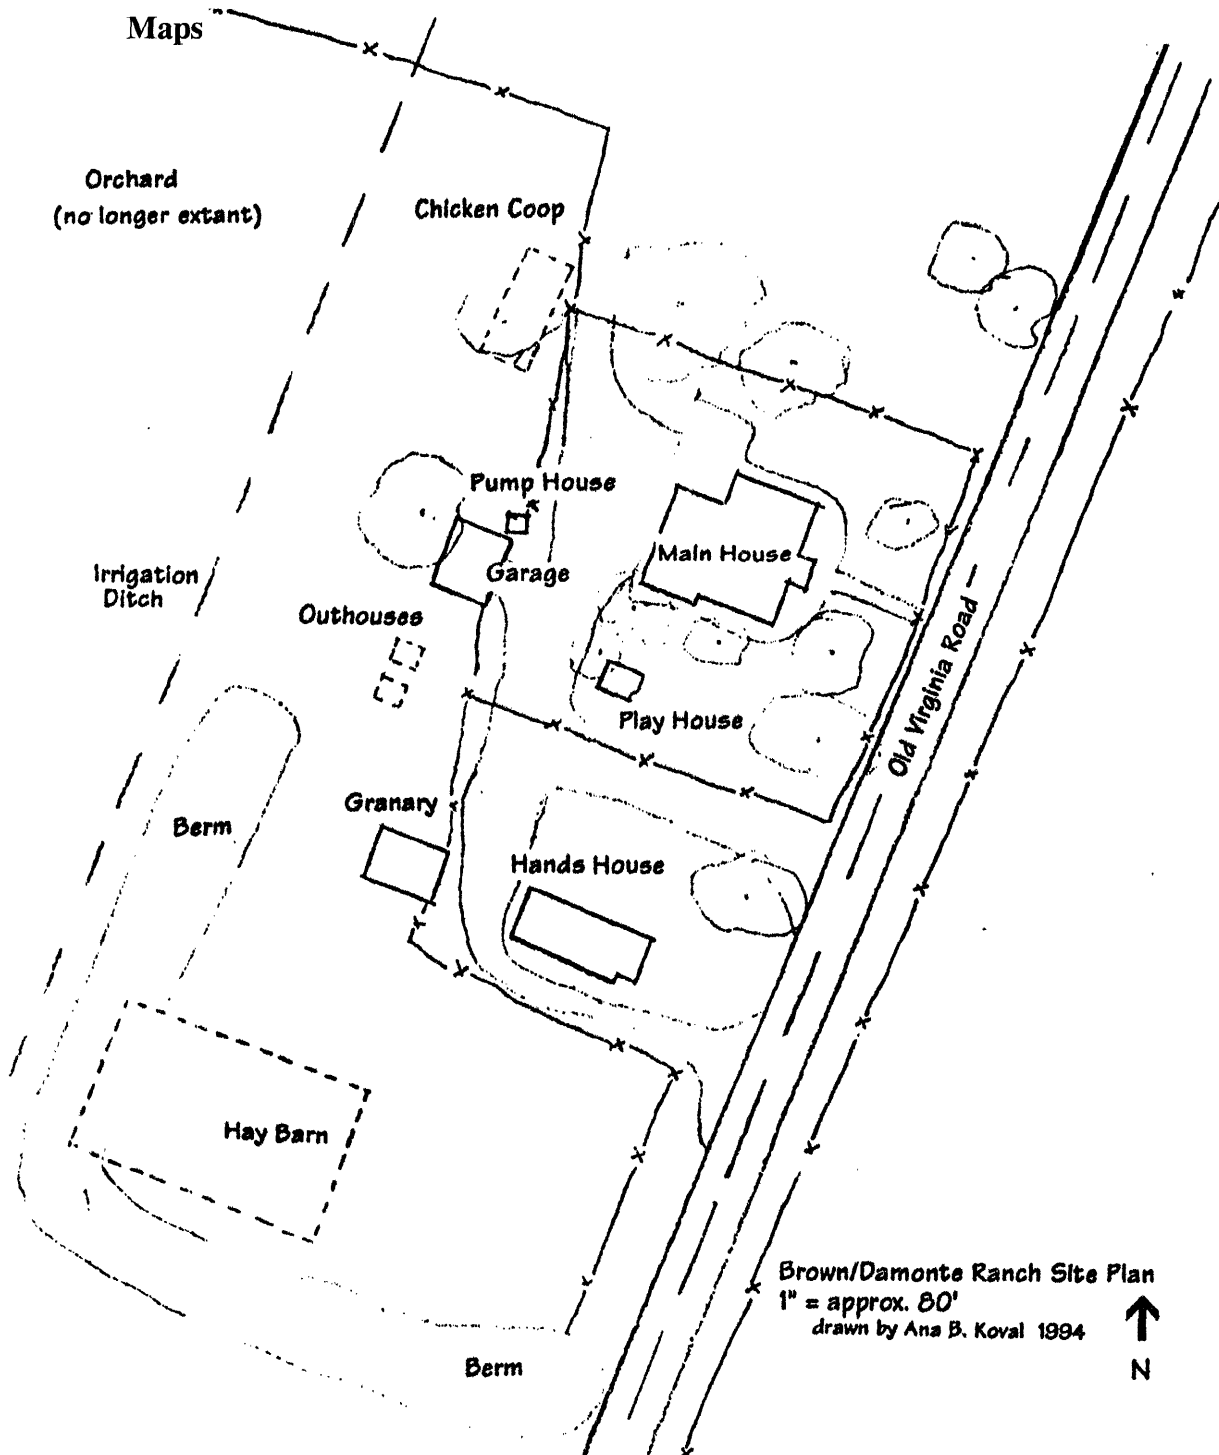 Maps
Orchard
(no longer extant)
Chicken Coop
Pump House
Main House
Garage
Irrigation
Ditch
Outhouses
Old Virginia Road
Play House
Granary
Berm
Hands House
Hay Barn
Brown/Damonte Ranch Site Plan
1" = approx. 80'
drawn by Ana B. Koval 1994
N
Berm